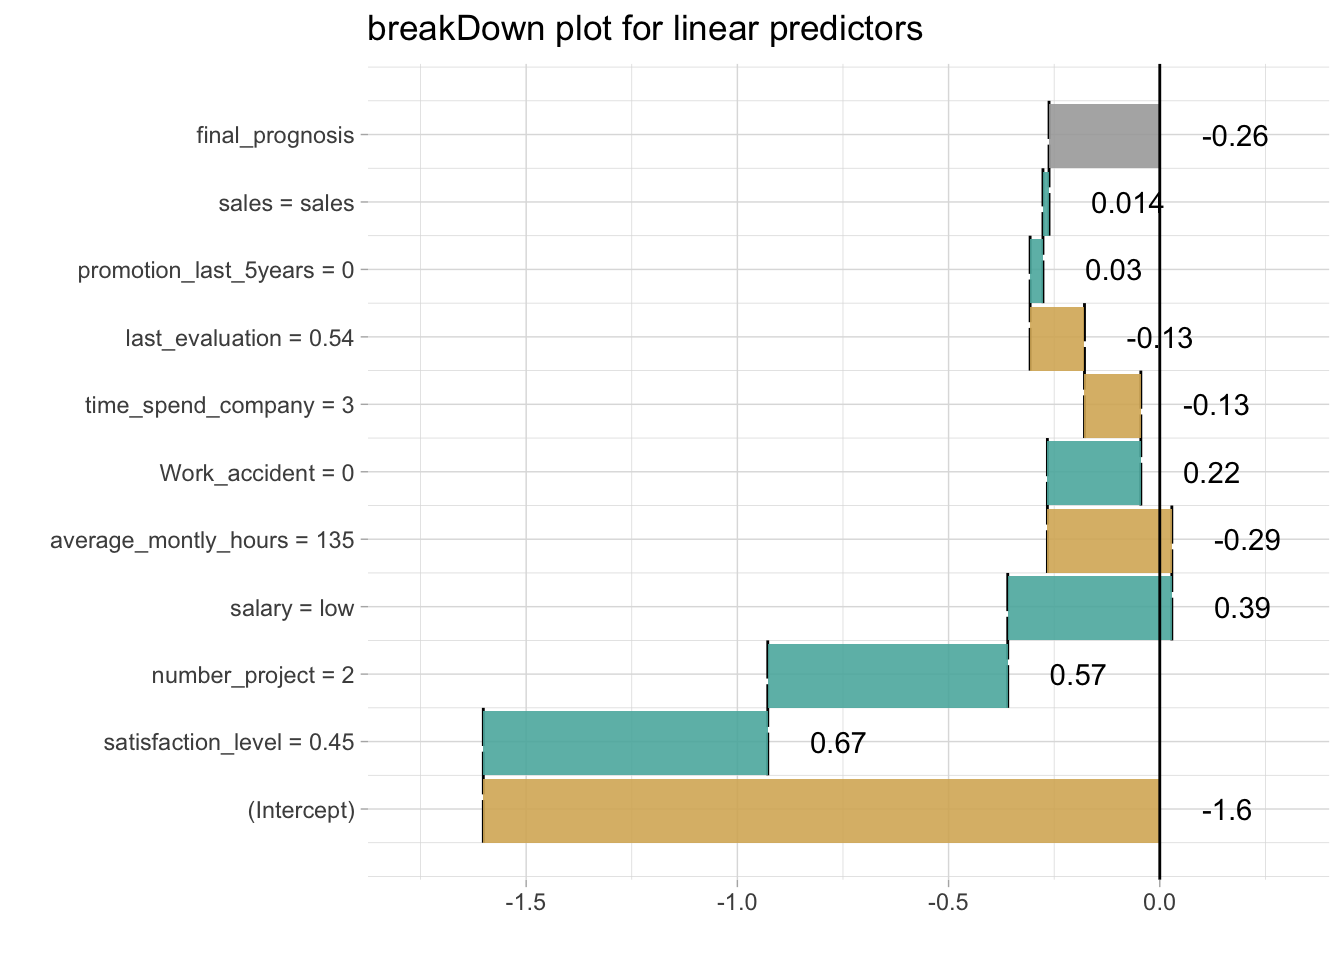 breakDown plot for linear predictors
final_prognosis -0.26
sales = sales 0.014
promotion_last_5years = 0 0.03
last_evaluation = 0.54 -0.13
time_spend_company = 3 -0.13
Work_accident = 0 0.22
average_montly_hours = 135 -0.29
salary = low 0.39
number_project = 2 0.57
satisfaction_level = 0.45 0.67
(Intercept) -1.6
-1.5 -1.0 -0.5 0.0